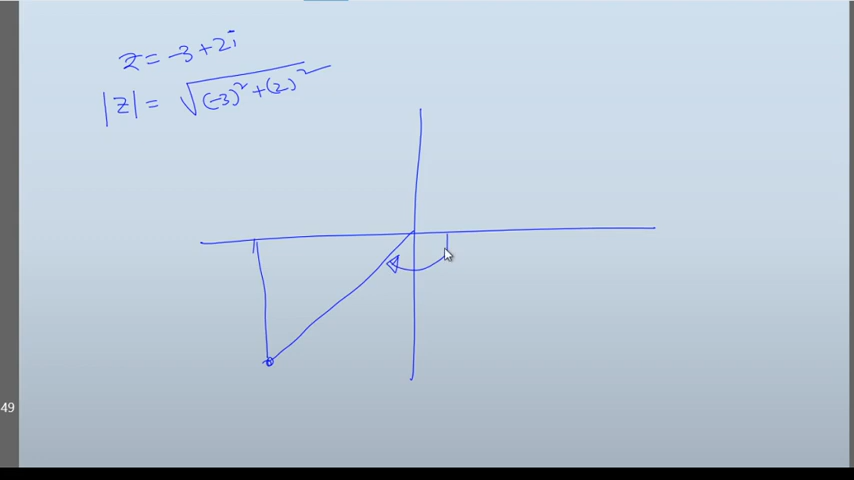 z = -3+2i
|z| = √(-3)²+(2)²
49